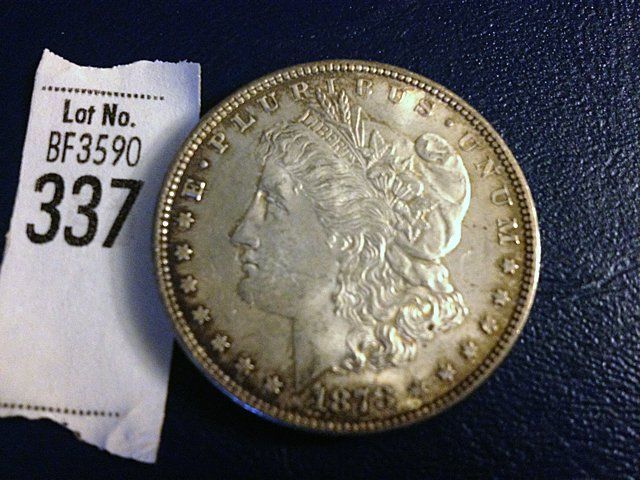 Lot No.
BF3590
337
E·PLURIBUS·UNUM
LIBERTY
1878